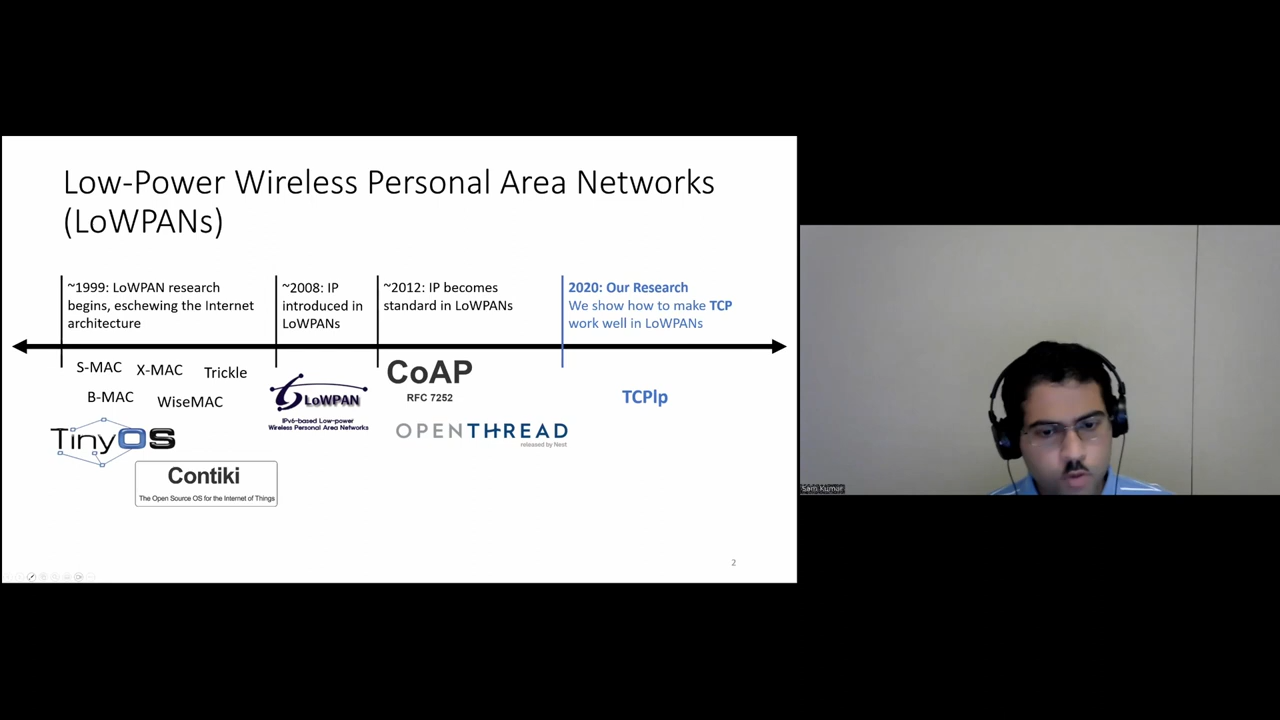 Low-Power Wireless Personal Area Networks
(LoWPANs)
~1999: LoWPAN research
begins, eschewing the Internet
architecture
~2008: IP
introduced in
LoWPANs
~2012: IP becomes
standard in LoWPANs
2020: Our Research
We show how to make TCP
work well in LoWPANs
S-MAC X-MAC Trickle
B-MAC WiseMAC
TinyOS
Contiki
The Open Source OS for the Internet of Things
6LoWPAN
IPv6-based Low-power
Wireless Personal Area Networks
CoAP
RFC 7252
OPENTHREAD
released by Nest
TCPlp
2
Sam Kumar